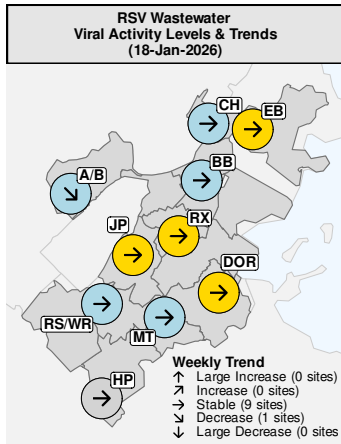 RSV Wastewater
Viral Activity Levels & Trends
(18-Jan-2026)
CH
EB
A/B
BB
JP
RX
DOR
RS/WR
MT
HP
Weekly Trend
↑ Large Increase (0 sites)
↗ Increase (0 sites)
→ Stable (9 sites)
↘ Decrease (1 sites)
↓ Large Decrease (0 sites